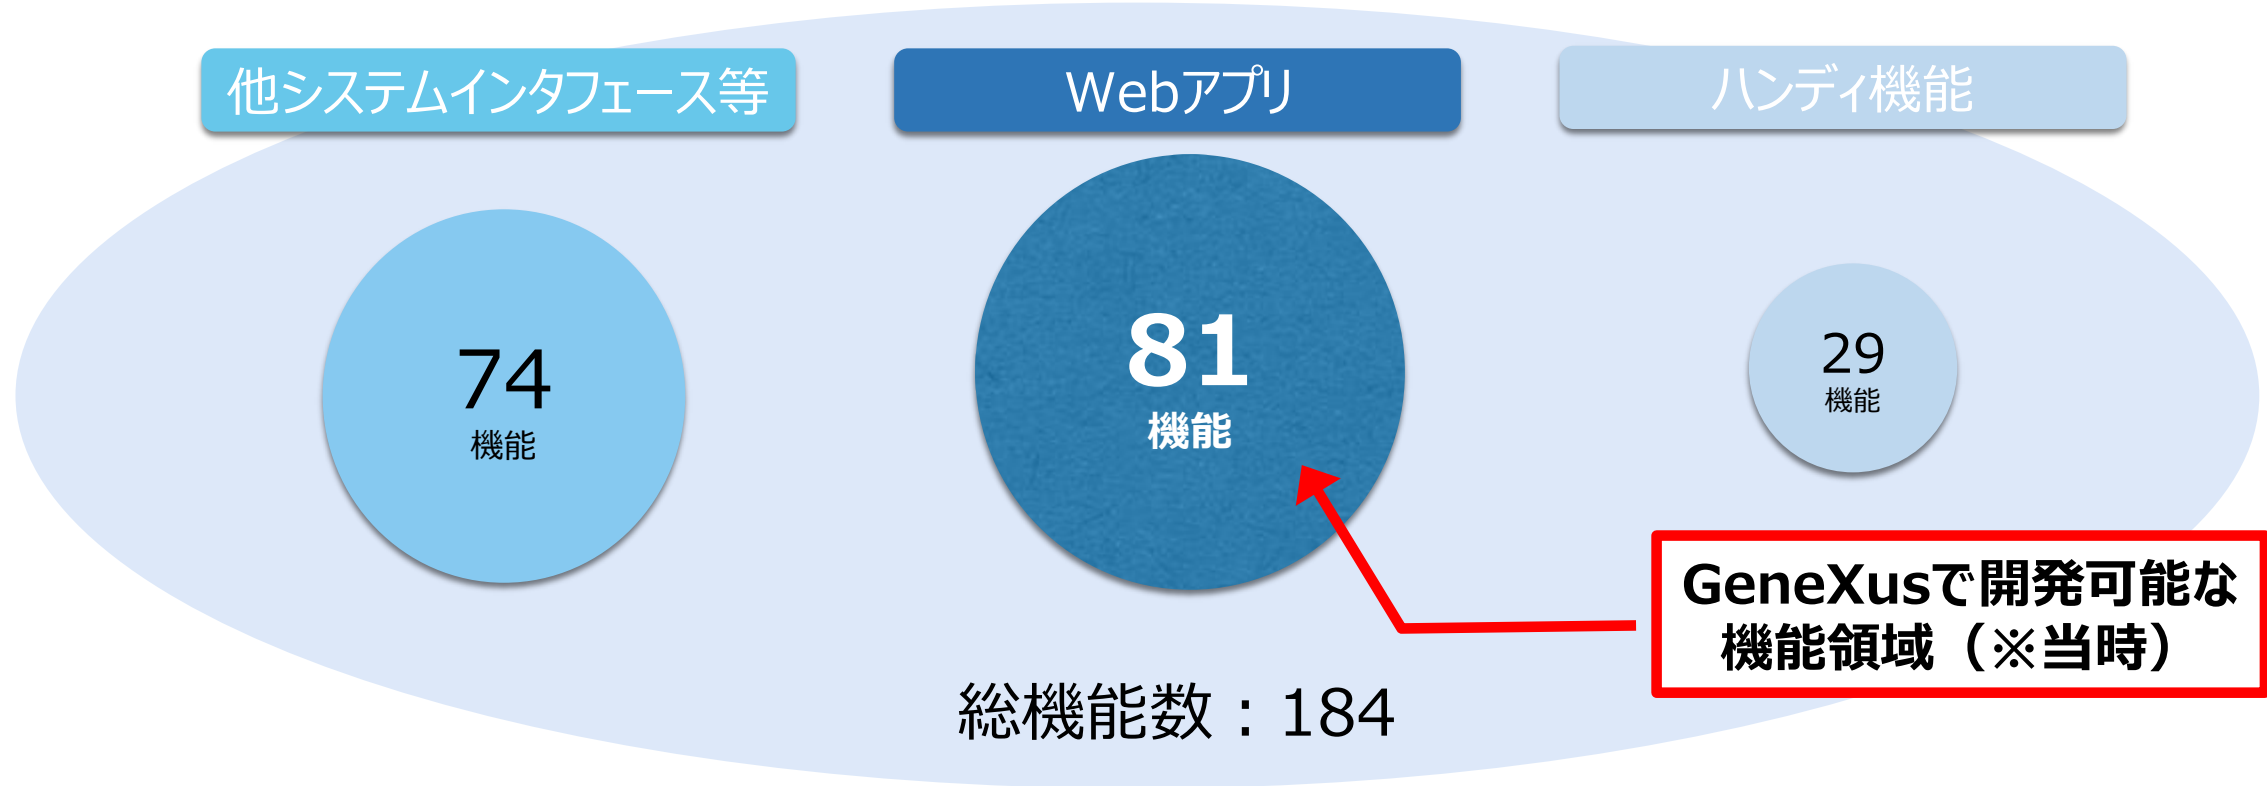 他システムインタフェース等
Webアプリ
ハンディ機能
74
機能
81
機能
29
機能
GeneXusで開発可能な
機能領域（※当時）
総機能数：184